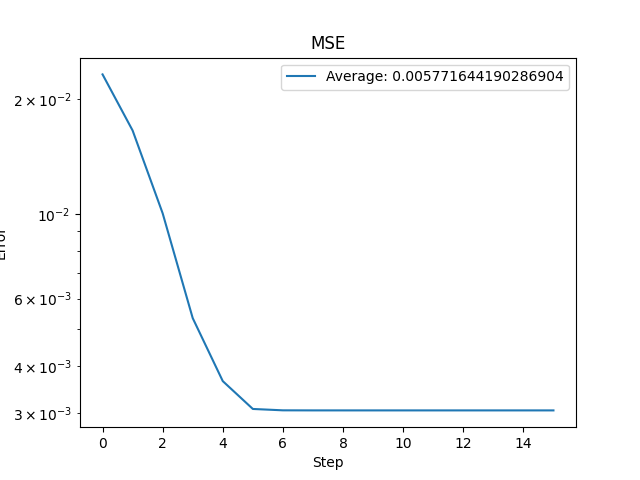 MSE
Average: 0.005771644190286904
2 × 10⁻²
10⁻²
6 × 10⁻³
4 × 10⁻³
3 × 10⁻³
Error
0 2 4 6 8 10 12 14
Step